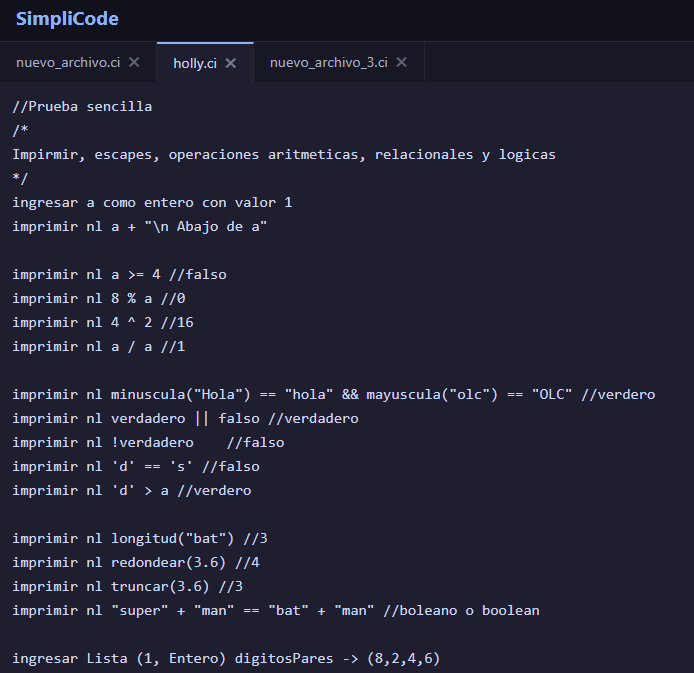 SimpliCode
nuevo_archivo.ci ✕ holly.ci ✕ nuevo_archivo_3.ci ✕
//Prueba sencilla
/*
Impirmir, escapes, operaciones aritmeticas, relacionales y logicas
*/
ingresar a como entero con valor 1
imprimir nl a + "\n Abajo de a"
imprimir nl a >= 4 //falso
imprimir nl 8 % a //0
imprimir nl 4 ^ 2 //16
imprimir nl a / a //1
imprimir nl minuscula("Hola") == "hola" && mayuscula("olc") == "OLC" //verdero
imprimir nl verdadero || falso //verdadero
imprimir nl !verdadero    //falso
imprimir nl 'd' == 's' //falso
imprimir nl 'd' > a //verdero
imprimir nl longitud("bat") //3
imprimir nl redondear(3.6) //4
imprimir nl truncar(3.6) //3
imprimir nl "super" + "man" == "bat" + "man" //boleano o boolean
ingresar Lista (1, Entero) digitosPares -> (8,2,4,6)